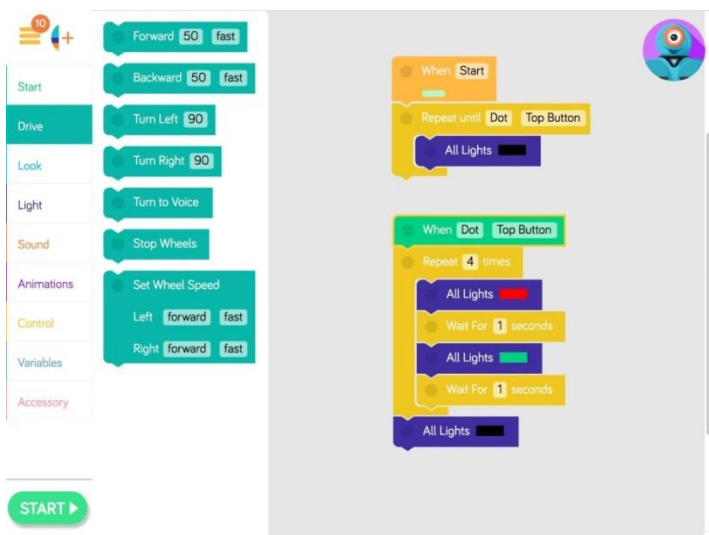 10
+
Start
Drive
Look
Light
Sound
Animations
Control
Variables
Accessory
START
Forward 50 fast
Backward 50 fast
Turn Left 90
Turn Right 90
Turn to Voice
Stop Wheels
Set Wheel Speed
Left forward fast
Right forward fast
When Start
Repeat until Dot Top Button
All Lights
When Dot Top Button
Repeat 4 times
All Lights
Wait For 1 seconds
All Lights
Wait For 1 seconds
All Lights